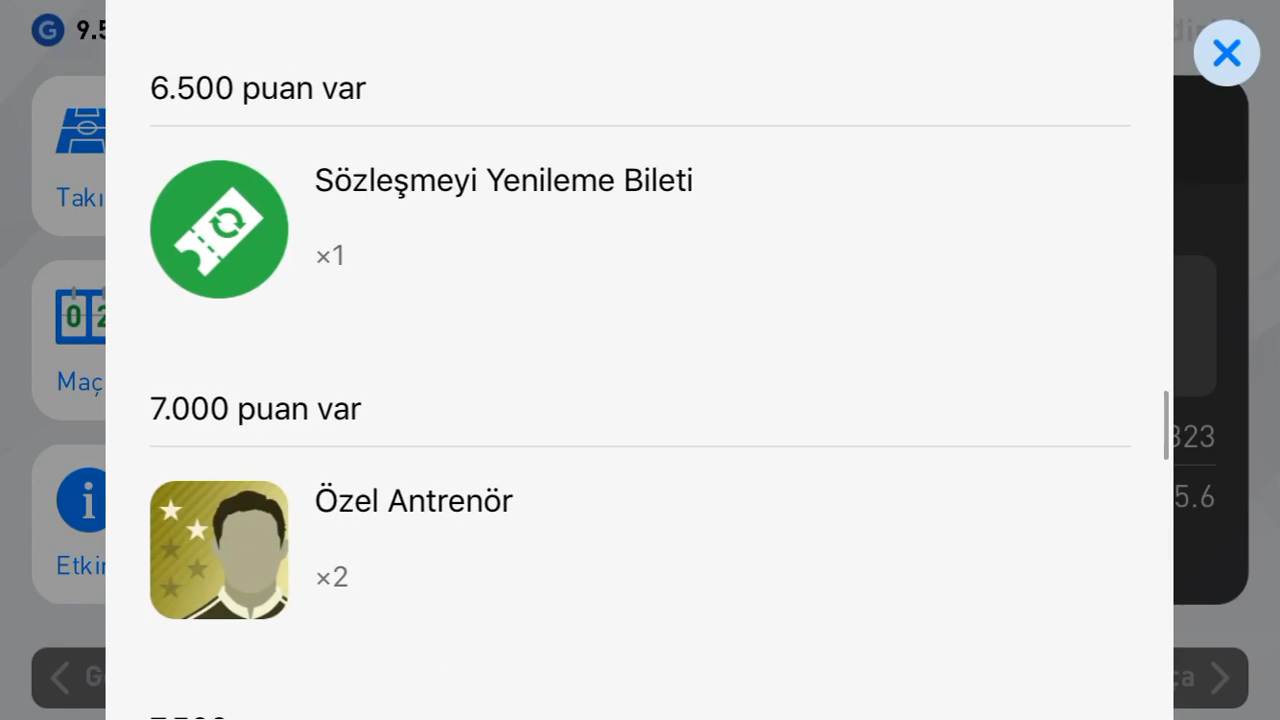 6.500 puan var
Sözleşmeyi Yenileme Bileti
×1
7.000 puan var
Özel Antrenör
×2